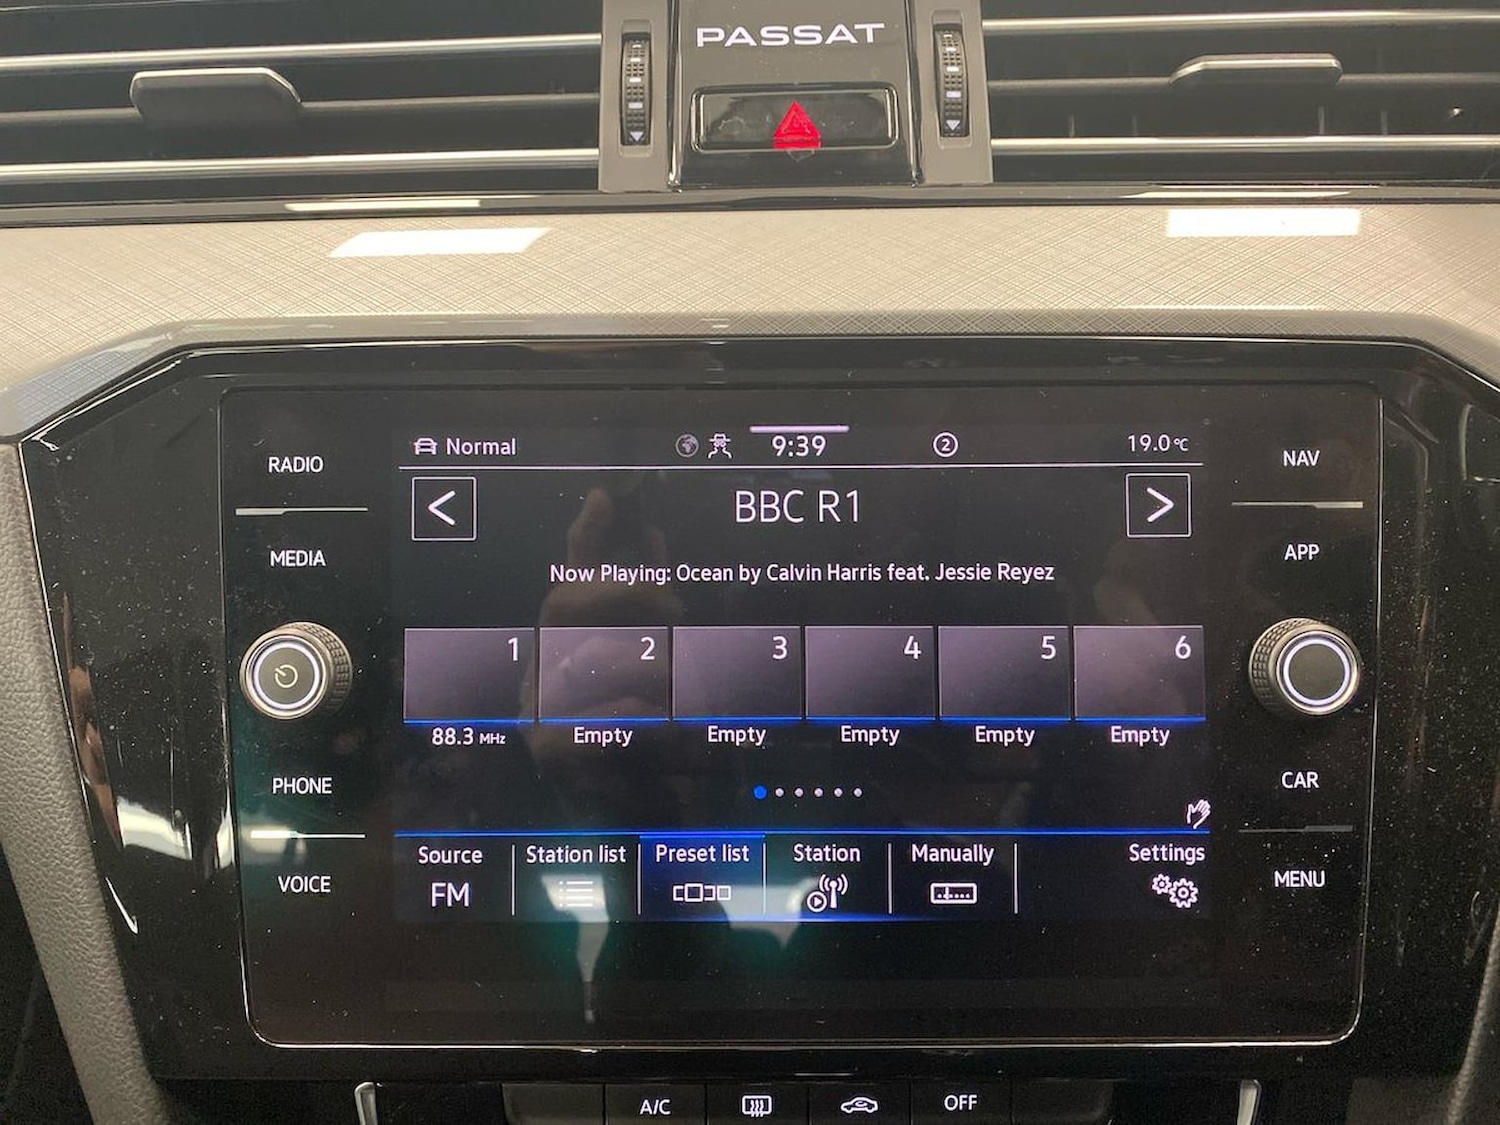 PASSAT
RADIO
MEDIA
PHONE
VOICE
Normal
9:39
2
19.0°C
BBC R1
Now Playing: Ocean by Calvin Harris feat. Jessie Reyez
1 2 3 4 5 6
88.3 MHz Empty Empty Empty Empty Empty
Source Station list Preset list Station Manually Settings
FM
NAV
APP
CAR
MENU
A/C OFF